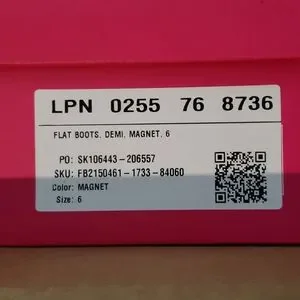 LPN 0255 76 8736
FLAT BOOTS, DEMI, MAGNET, 6
PO: SK106443-206557
SKU: FB2150461-1733-84060
Color: MAGNET
Size: 6